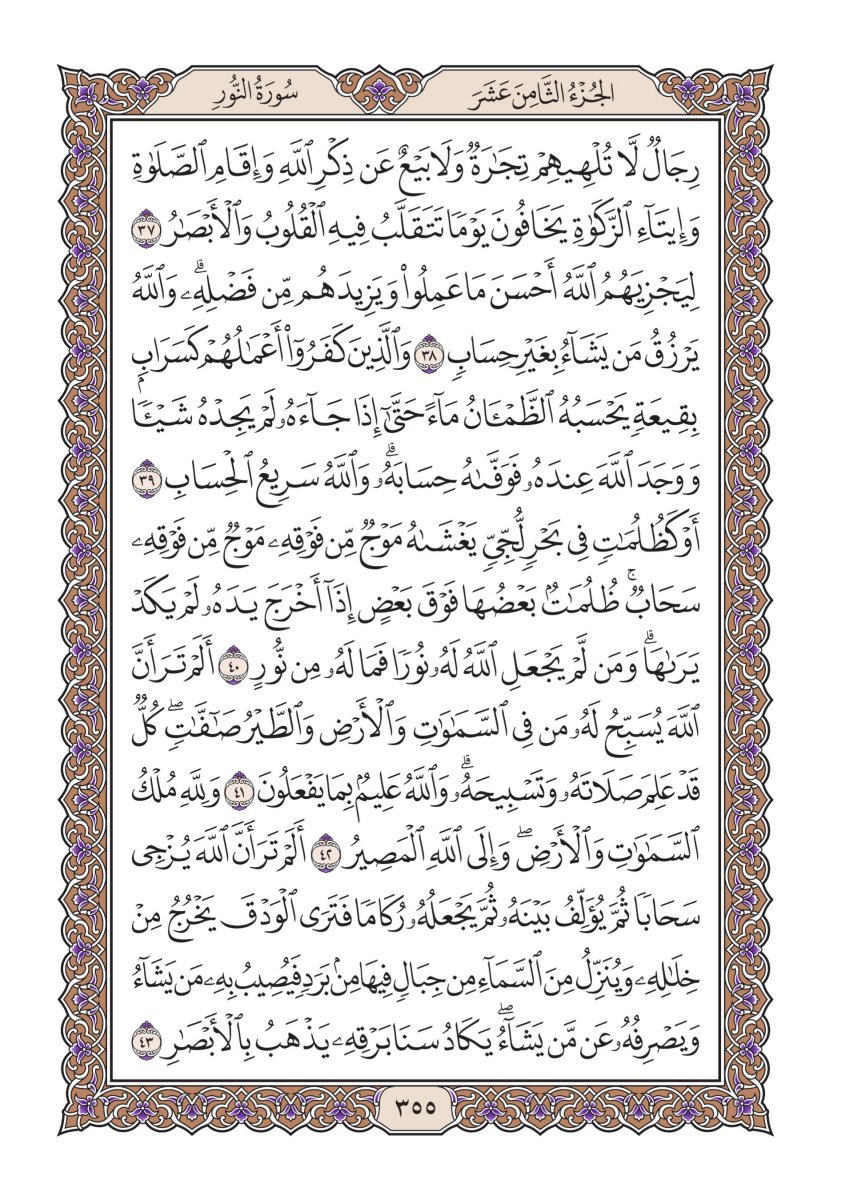 الجُزْءُ الثَّامِنَ عَشَرَ
سُورَةُ النُّورِ
رِجَالٌ لَّا تُلْهِيهِمْ تِجَٰرَةٌ وَلَا بَيْعٌ عَن ذِكْرِ ٱللَّهِ وَإِقَامِ ٱلصَّلَوٰةِ
وَإِيتَآءِ ٱلزَّكَوٰةِ يَخَافُونَ يَوْمًا تَتَقَلَّبُ فِيهِ ٱلْقُلُوبُ وَٱلْأَبْصَٰرُ ٣٧
لِيَجْزِيَهُمُ ٱللَّهُ أَحْسَنَ مَا عَمِلُوا۟ وَيَزِيدَهُم مِّن فَضْلِهِۦ ۗ وَٱللَّهُ
يَرْزُقُ مَن يَشَآءُ بِغَيْرِ حِسَابٍ ٣٨ وَٱلَّذِينَ كَفَرُوٓا۟ أَعْمَٰلُهُمْ كَسَرَابٍۭ
بِقِيعَةٍ يَحْسَبُهُ ٱلظَّمْـَٔانُ مَآءً حَتَّىٰٓ إِذَا جَآءَهُۥ لَمْ يَجِدْهُ شَيْـًٔا
وَوَجَدَ ٱللَّهَ عِندَهُۥ فَوَفَّىٰهُ حِسَابَهُۥ ۗ وَٱللَّهُ سَرِيعُ ٱلْحِسَابِ ٣٩
أَوْ كَظُلُمَٰتٍ فِى بَحْرٍ لُّجِّىٍّ يَغْشَىٰهُ مَوْجٌ مِّن فَوْقِهِۦ مَوْجٌ مِّن فَوْقِهِۦ
سَحَابٌ ۚ ظُلُمَٰتٌۢ بَعْضُهَا فَوْقَ بَعْضٍ إِذَآ أَخْرَجَ يَدَهُۥ لَمْ يَكَدْ
يَرَىٰهَا ۗ وَمَن لَّمْ يَجْعَلِ ٱللَّهُ لَهُۥ نُورًا فَمَا لَهُۥ مِن نُّورٍ ٤٠ أَلَمْ تَرَ أَنَّ
ٱللَّهَ يُسَبِّحُ لَهُۥ مَن فِى ٱلسَّمَٰوَٰتِ وَٱلْأَرْضِ وَٱلطَّيْرُ صَٰٓفَّٰتٍ ۖ كُلٌّ
قَدْ عَلِمَ صَلَاتَهُۥ وَتَسْبِيحَهُۥ ۗ وَٱللَّهُ عَلِيمٌۢ بِمَا يَفْعَلُونَ ٤١ وَلِلَّهِ مُلْكُ
ٱلسَّمَٰوَٰتِ وَٱلْأَرْضِ ۖ وَإِلَى ٱللَّهِ ٱلْمَصِيرُ ٤٢ أَلَمْ تَرَ أَنَّ ٱللَّهَ يُزْجِى
سَحَابًا ثُمَّ يُؤَلِّفُ بَيْنَهُۥ ثُمَّ يَجْعَلُهُۥ رُكَامًا فَتَرَى ٱلْوَدْقَ يَخْرُجُ مِنْ
خِلَٰلِهِۦ وَيُنَزِّلُ مِنَ ٱلسَّمَآءِ مِن جِبَالٍ فِيهَا مِنۢ بَرَدٍ فَيُصِيبُ بِهِۦ مَن يَشَآءُ
وَيَصْرِفُهُۥ عَن مَّن يَشَآءُ ۖ يَكَادُ سَنَا بَرْقِهِۦ يَذْهَبُ بِٱلْأَبْصَٰرِ ٤٣
٣٥٥